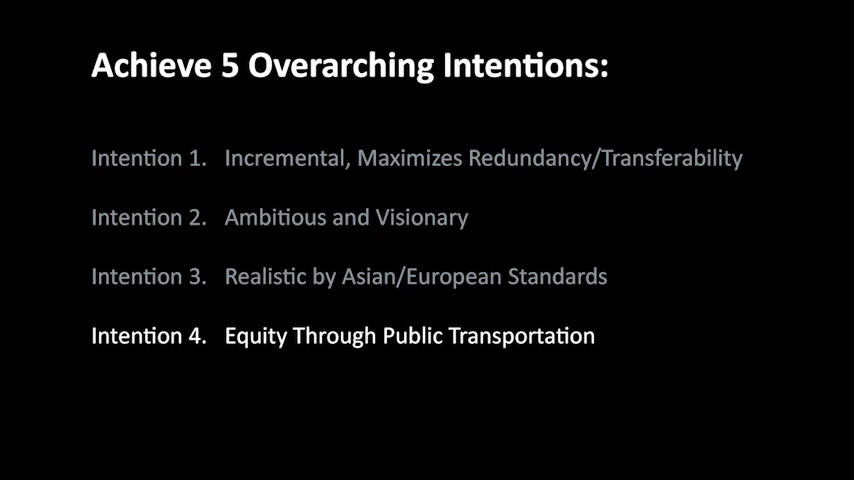 Achieve 5 Overarching Intentions:
Intention 1. Incremental, Maximizes Redundancy/Transferability
Intention 2. Ambitious and Visionary
Intention 3. Realistic by Asian/European Standards
Intention 4. Equity Through Public Transportation